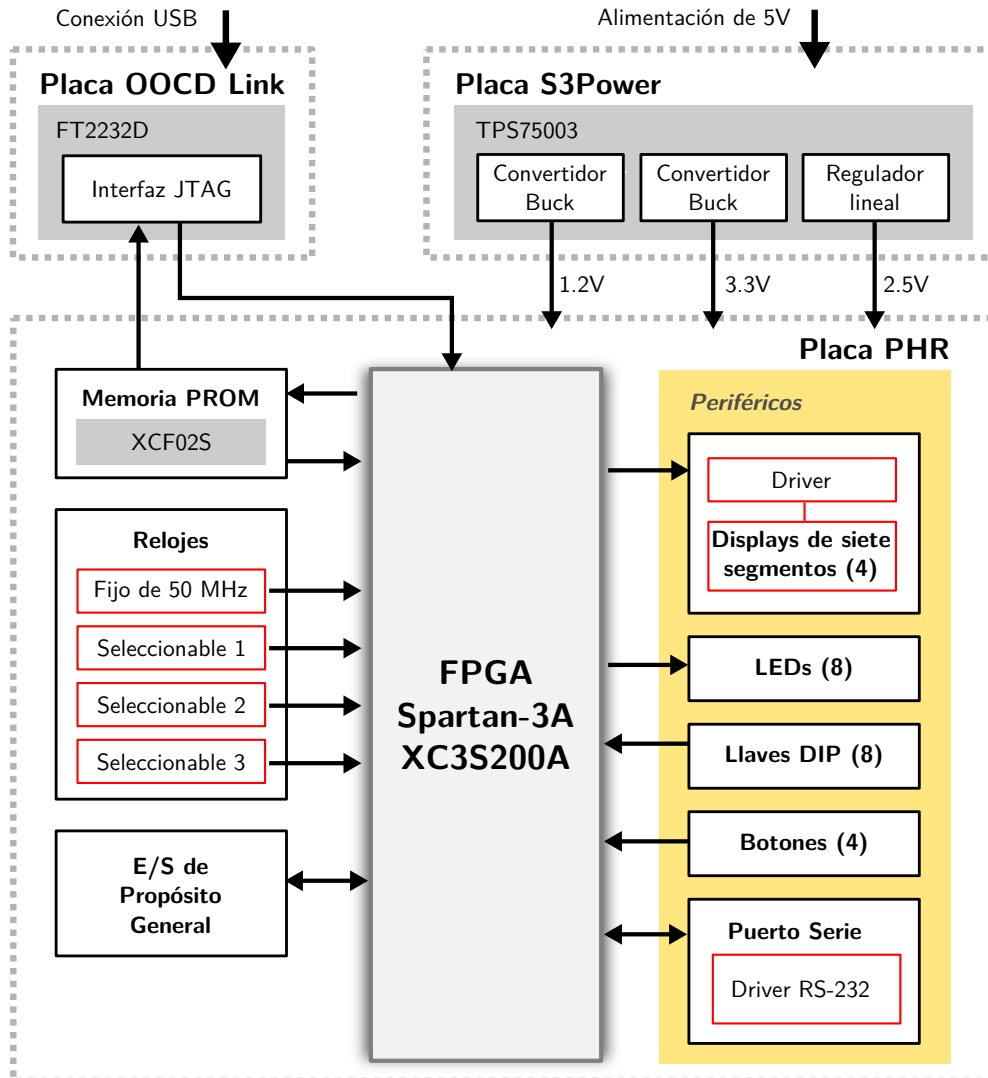 Conexión USB
Alimentación de 5V
Placa OOCD Link
FT2232D
Interfaz JTAG
Placa S3Power
TPS75003
Convertidor
Buck
Convertidor
Buck
Regulador
lineal
1.2V
3.3V
2.5V
Placa PHR
Memoria PROM
XCF02S
Relojes
Fijo de 50 MHz
Seleccionable 1
Seleccionable 2
Seleccionable 3
E/S de
Propósito
General
FPGA
Spartan-3A
XC3S200A
Periféricos
Driver
Displays de siete
segmentos (4)
LEDs (8)
Llaves DIP (8)
Botones (4)
Puerto Serie
Driver RS-232